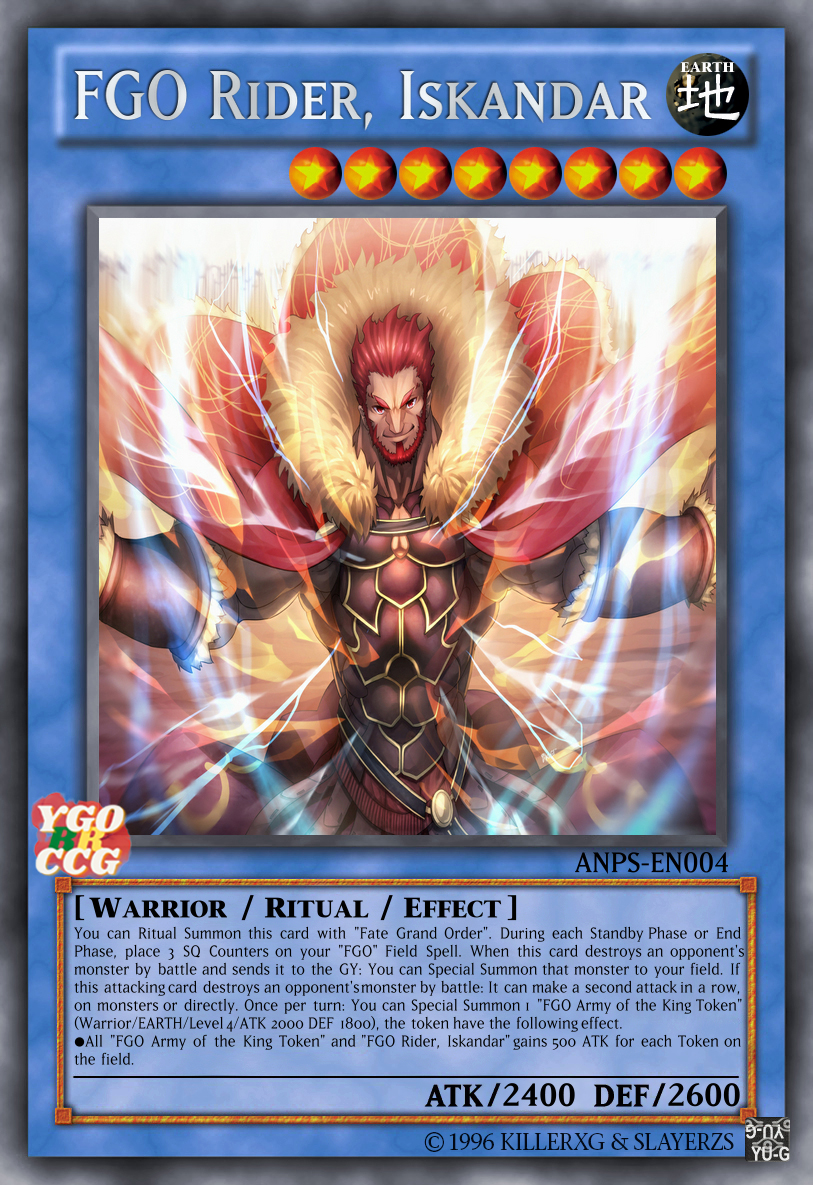 FGO RIDER, ISKANDAR
EARTH
地
YGO
RR
CCG
ANPS-EN004
[ WARRIOR / RITUAL / EFFECT ]
You can Ritual Summon this card with "Fate Grand Order". During each Standby Phase or End
Phase, place 3 SQ Counters on your "FGO" Field Spell. When this card destroys an opponent's
monster by battle and sends it to the GY: You can Special Summon that monster to your field. If
this attacking card destroys an opponent's monster by battle: It can make a second attack in a row,
on monsters or directly. Once per turn: You can Special Summon 1 "FGO Army of the King Token"
(Warrior/EARTH/Level 4/ATK 2000 DEF 1800), the token have the following effect.
●All "FGO Army of the King Token" and "FGO Rider, Iskandar" gains 500 ATK for each Token on
the field.
ATK/2400 DEF/2600
© 1996 KILLERXG & SLAYERZS
YU-G